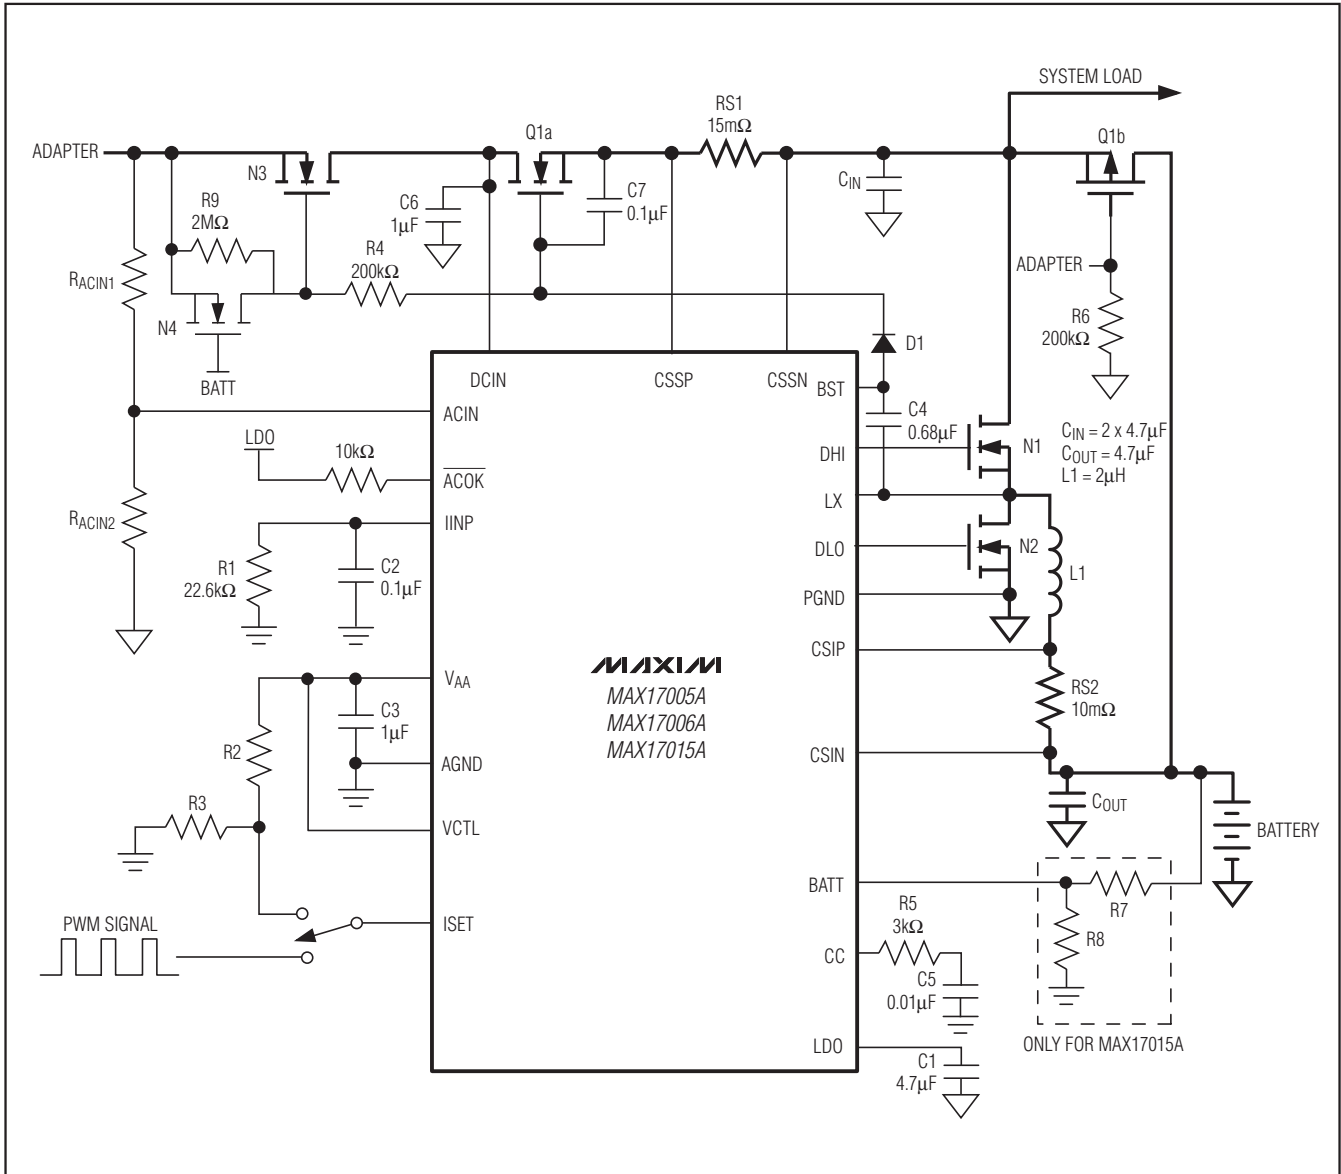 SYSTEM LOAD
RS1
15mΩ
ADAPTER
Q1a
Q1b
N3
C6
1µF
C7
0.1µF
CIN
R9
2MΩ
R4
200kΩ
ADAPTER
RACIN1
N4
BATT
R6
200kΩ
D1
DCIN
CSSP
CSSN
BST
ACIN
C4
0.68µF
CIN = 2 x 4.7µF
COUT = 4.7µF
L1 = 2µH
LDO
10kΩ
ACOK
DHI
N1
LX
RACIN2
IINP
R1
22.6kΩ
C2
0.1µF
DLO
N2
L1
PGND
CSIP
MAXIM
MAX17005A
MAX17006A
MAX17015A
VAA
C3
1µF
RS2
10mΩ
R2
AGND
CSIN
R3
VCTL
COUT
BATTERY
BATT
R7
R8
PWM SIGNAL
ISET
R5
3kΩ
CC
C5
0.01µF
LDO
C1
4.7µF
ONLY FOR MAX17015A